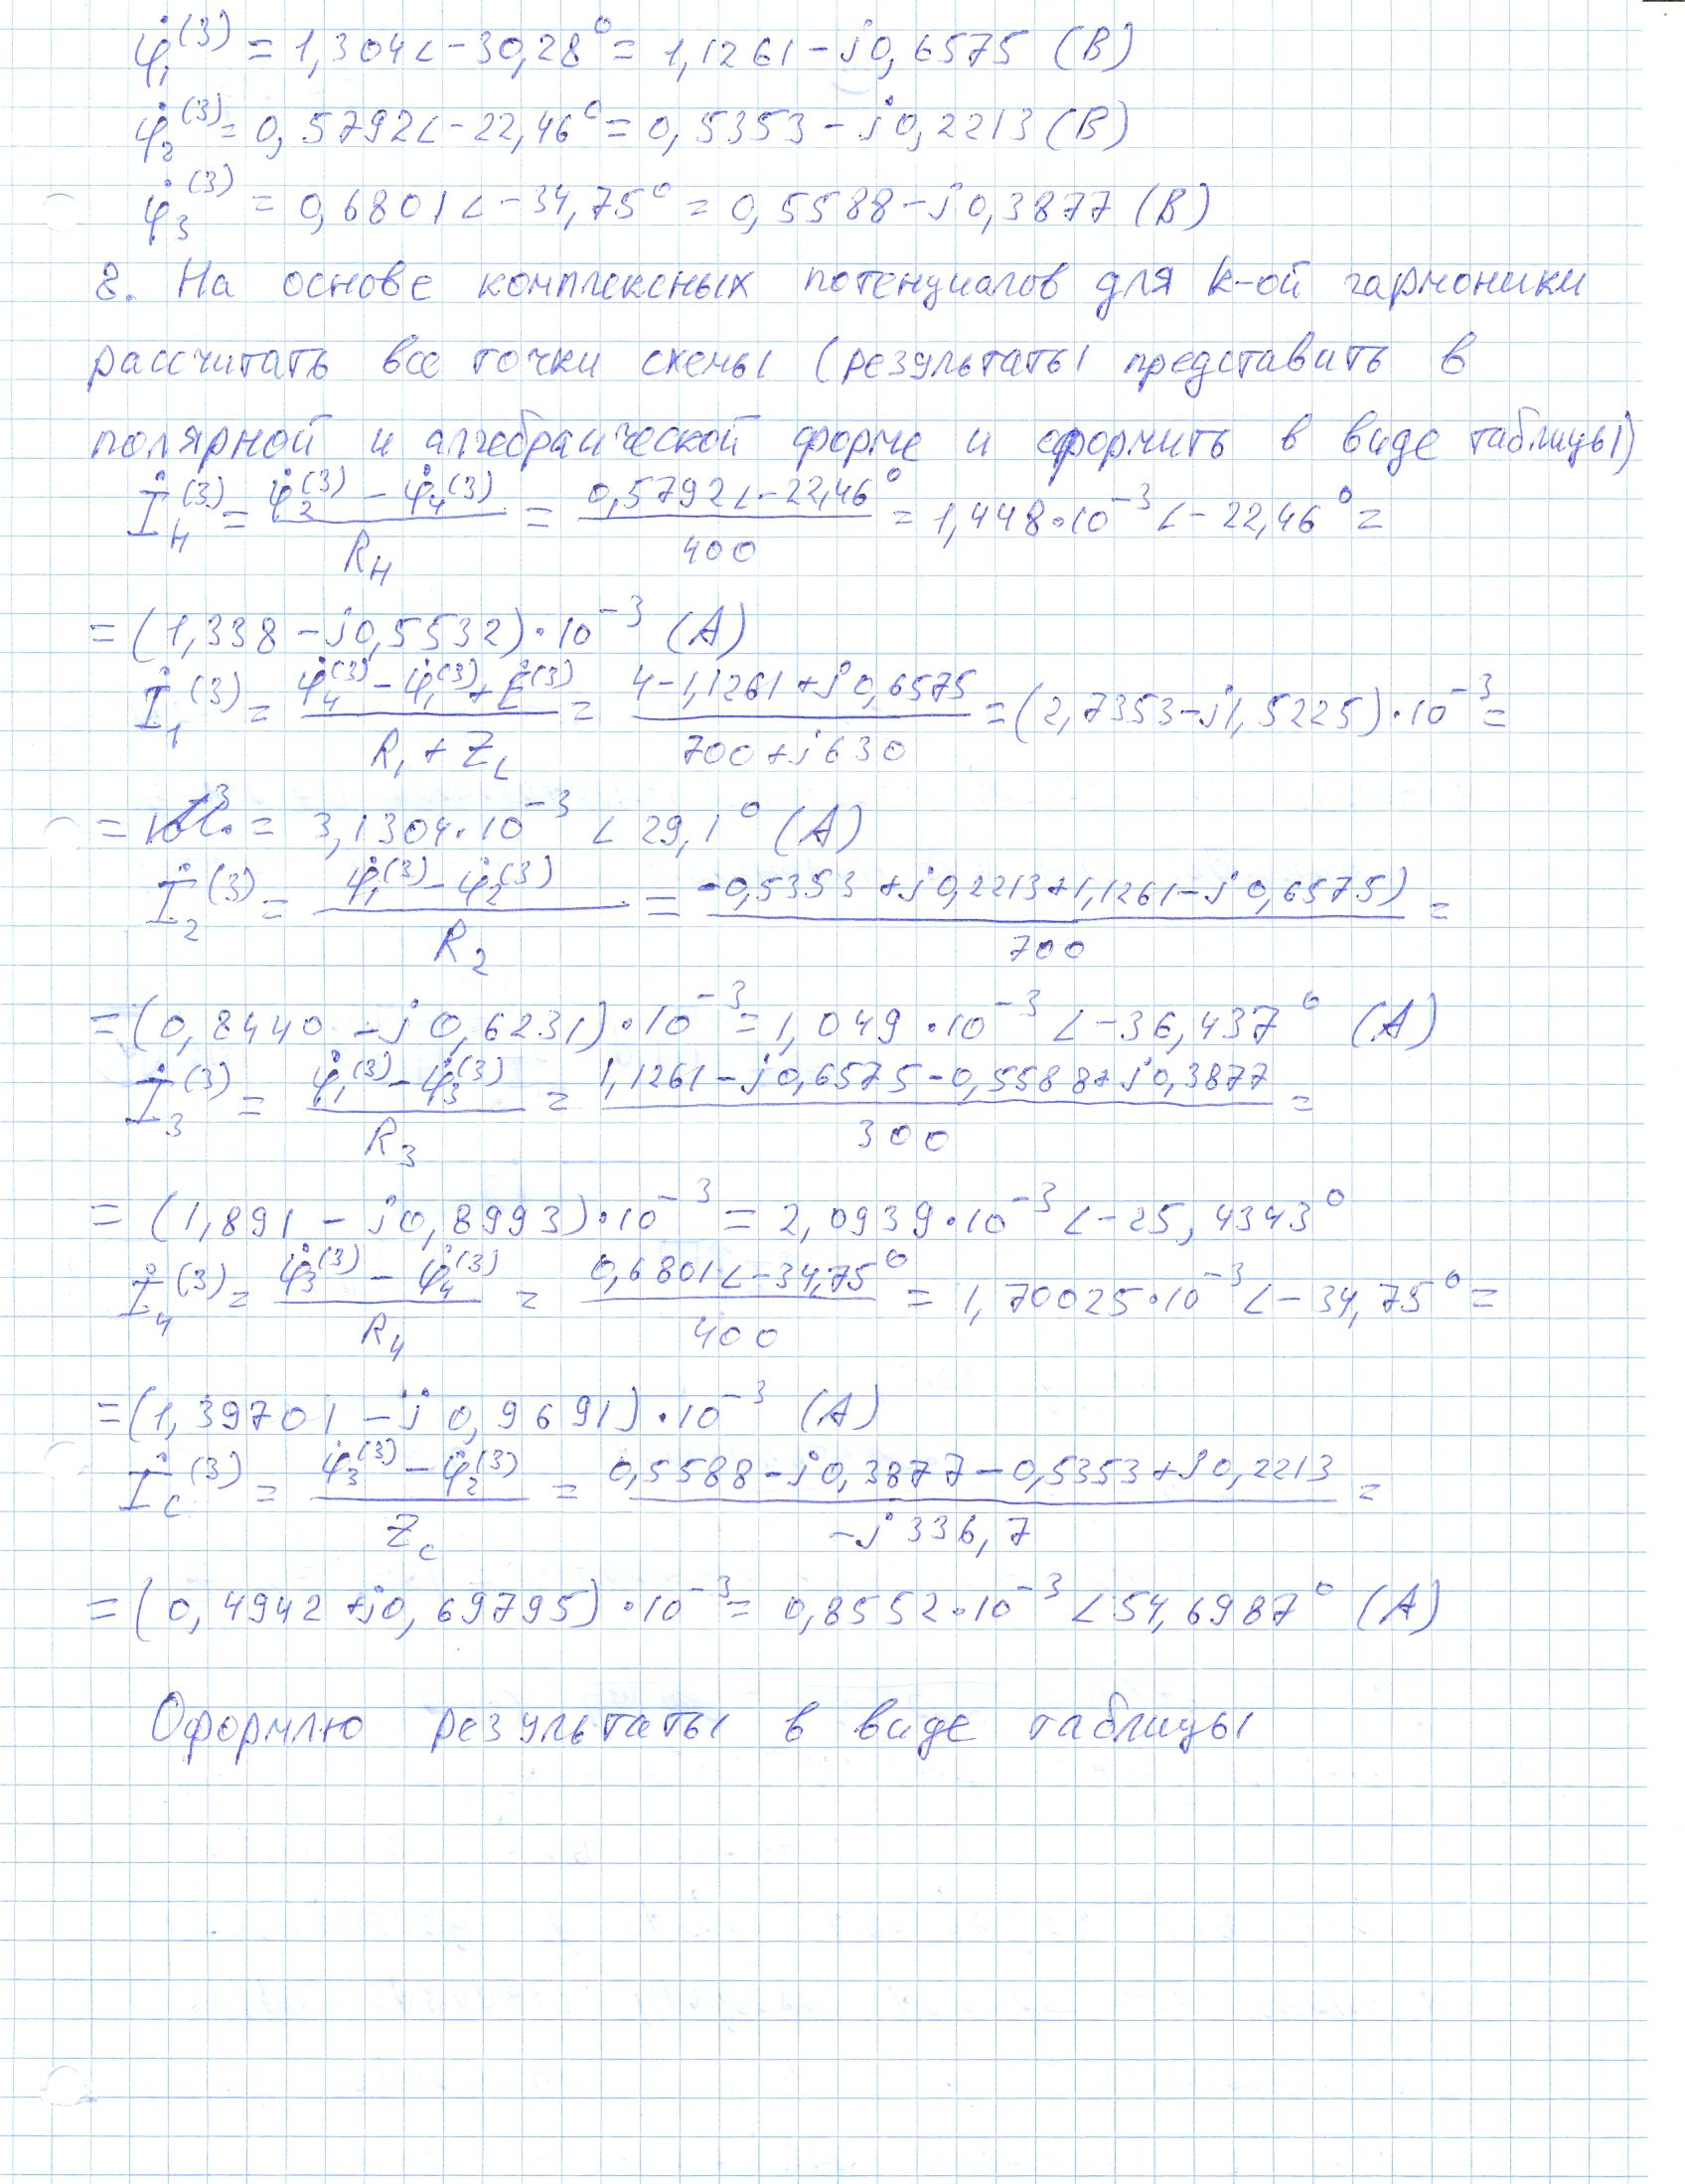 φ̇₁⁽³⁾ = 1,304∠-30,28° = 1,1261 - j0,6575 (В)
φ̇₂⁽³⁾ = 0,5792∠-22,46° = 0,5353 - j0,2213 (В)
φ̇₃⁽³⁾ = 0,6801∠-34,75° = 0,5588 - j0,3877 (В)
8. На основе комплексных потенциалов для k-ой гармоники
рассчитать все точки схемы (результаты представить в
полярной и алгебраической форме и оформить в виде таблицы)
İ_H⁽³⁾ = (φ̇₂⁽³⁾ - φ̇₄⁽³⁾) / R_H = 0,5792∠-22,46° / 400 = 1,448·10⁻³∠-22,46° =
= (1,338 - j0,5532)·10⁻³ (А)
İ₁⁽³⁾ = (φ̇₄⁽³⁾ - φ̇₁⁽³⁾ + Ė⁽³⁾) / (R₁ + Z_L) = (4 - 1,1261 + j0,6575) / (700 + j630) = (2,7353 - j1,5225)·10⁻³ =
= 3,1304·10⁻³∠29,1° (А)
İ₂⁽³⁾ = (φ̇₁⁽³⁾ - φ̇₂⁽³⁾) / R₂ = (-0,5353 + j0,2213 + 1,1261 - j0,6575) / 700 =
= (0,8440 - j0,6231)·10⁻³ = 1,049·10⁻³∠-36,437° (А)
İ₃⁽³⁾ = (φ̇₁⁽³⁾ - φ̇₃⁽³⁾) / R₃ = (1,1261 - j0,6575 - 0,5588 + j0,3877) / 300 =
= (1,891 - j0,8993)·10⁻³ = 2,0939·10⁻³∠-25,4343°
İ₄⁽³⁾ = (φ̇₃⁽³⁾ - φ̇₄⁽³⁾) / R₄ = 0,6801∠-34,75° / 400 = 1,70025·10⁻³∠-34,75° =
= (1,39701 - j0,9691)·10⁻³ (А)
İ_C⁽³⁾ = (φ̇₃⁽³⁾ - φ̇₂⁽³⁾) / Z_C = (0,5588 - j0,3877 - 0,5353 + j0,2213) / (-j336,7) =
= (0,4942 + j0,69795)·10⁻³ = 0,8552·10⁻³∠54,6987° (А)
Оформлю результаты в виде таблицы